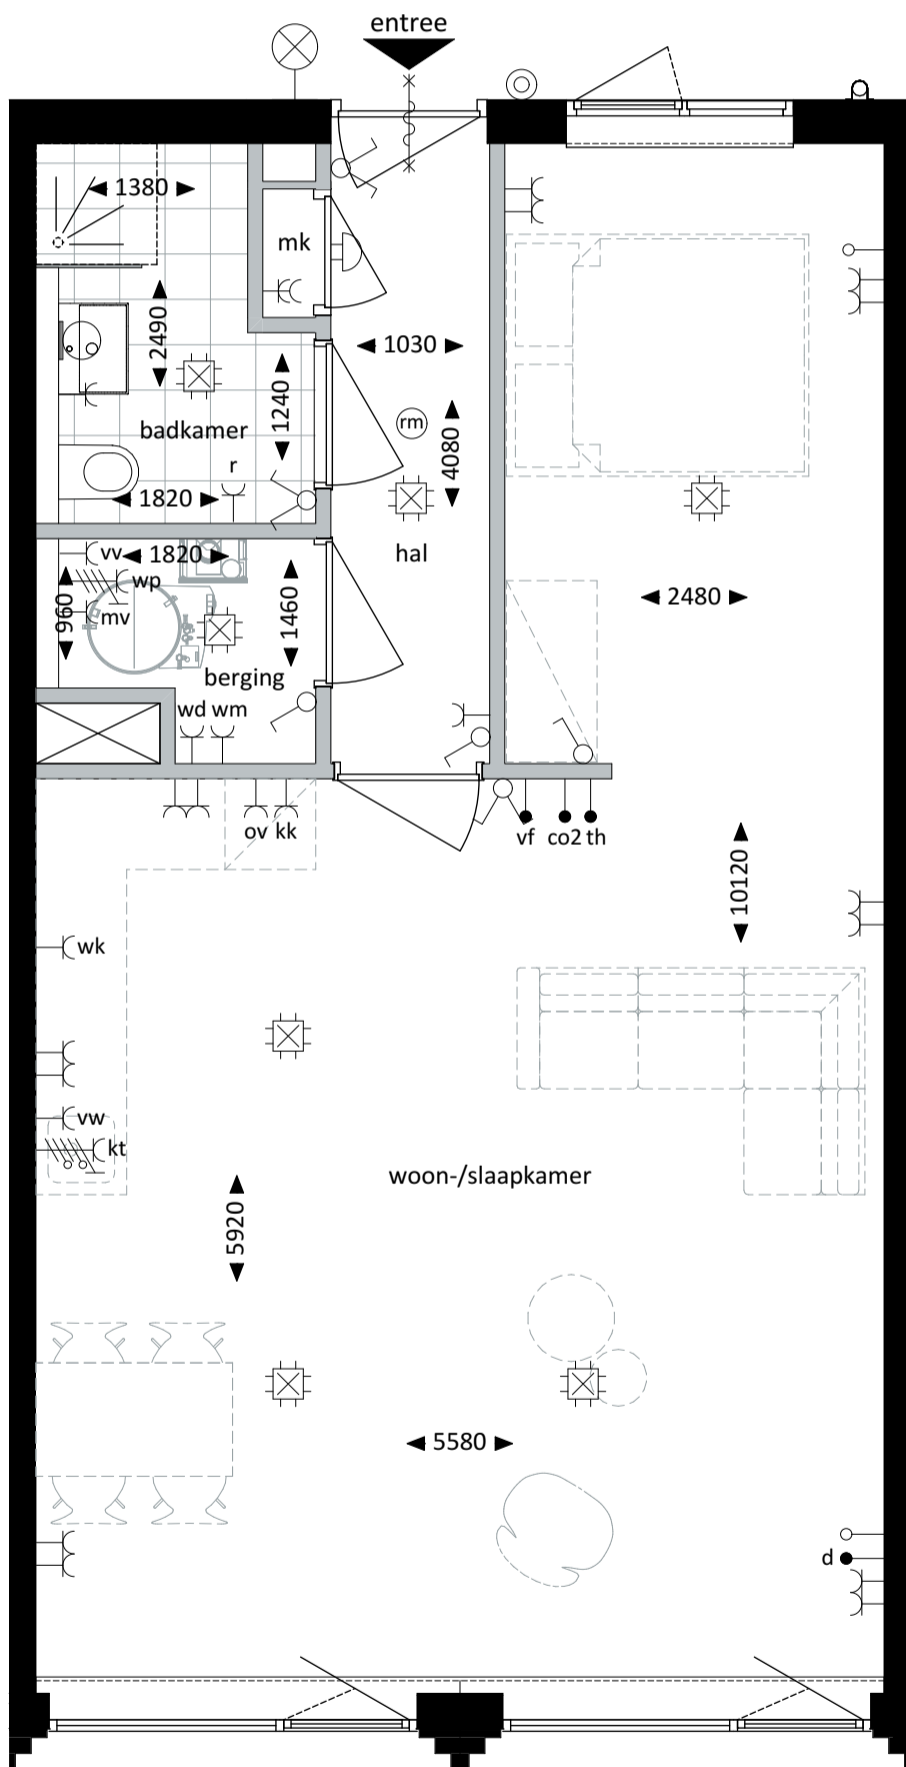 entree
1380
mk
2490
1030
1240
rm
badkamer
4080
r
1820
hal
vv
1820
wp
2480
960
mv
1460
berging
wd wm
ov kk
vf co2 th
10120
wk
vw
kt
woon-/slaapkamer
5920
5580
d